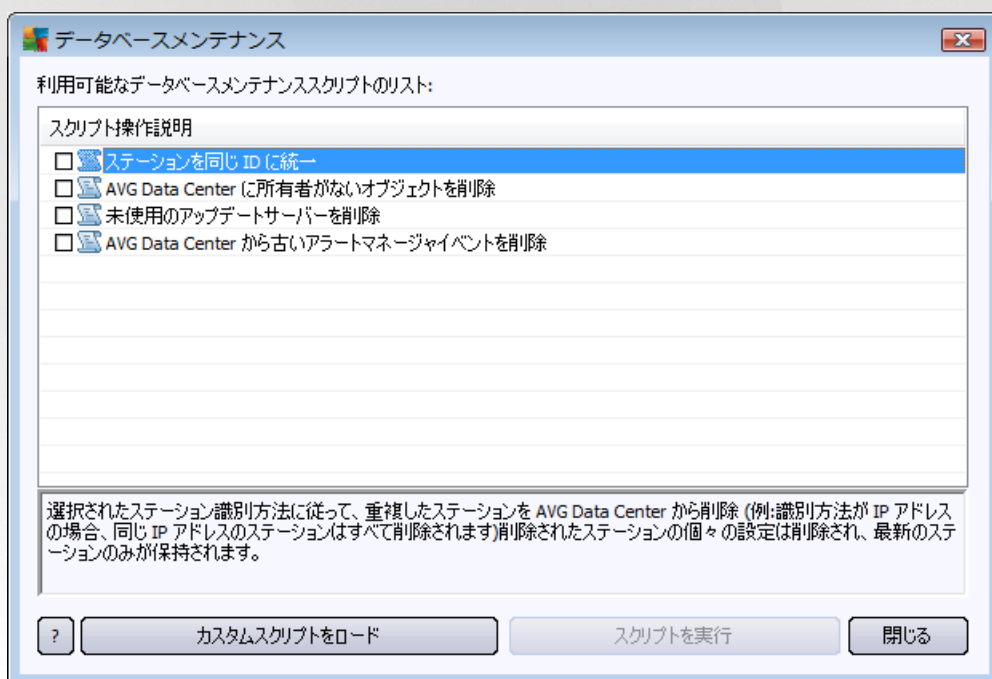 データベースメンテナンス
利用可能なデータベースメンテナンススクリプトのリスト:
スクリプト操作説明
ステーションを同じ ID に統一
AVG Data Center に所有者がないオブジェクトを削除
未使用のアップデートサーバーを削除
AVG Data Center から古いアラートマネージャイベントを削除
選択されたステーション識別方法に従って、重複したステーションを AVG Data Center から削除 (例:識別方法が IP アドレス
の場合、同じ IP アドレスのステーションはすべて削除されます)削除されたステーションの個々の設定は削除され、最新のステ
ーションのみが保持されます。
? カスタムスクリプトをロード スクリプトを実行 閉じる